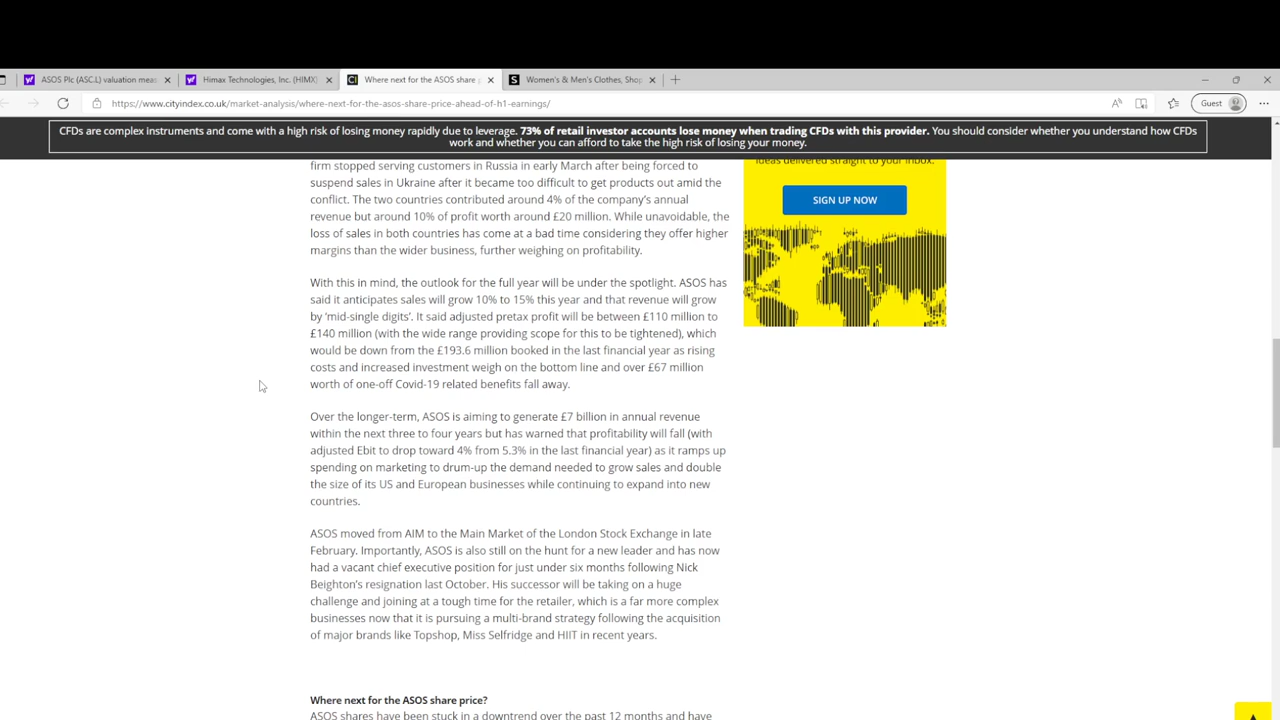 ASOS Plc (ASC.L) valuation meas
Himax Technologies, Inc. (HIMX)
CI
Where next for the ASOS share p
S
Women's & Men's Clothes, Shop
https://www.cityindex.co.uk/market-analysis/where-next-for-the-asos-share-price-ahead-of-h1-earnings/
Guest
CFDs are complex instruments and come with a high risk of losing money rapidly due to leverage. 73% of retail investor accounts lose money when trading CFDs with this provider. You should consider whether you understand how CFDs
work and whether you can afford to take the high risk of losing your money.
ideas delivered straight to your inbox.
SIGN UP NOW
firm stopped serving customers in Russia in early March after being forced to
suspend sales in Ukraine after it became too difficult to get products out amid the
conflict. The two countries contributed around 4% of the company's annual
revenue but around 10% of profit worth around £20 million. While unavoidable, the
loss of sales in both countries has come at a bad time considering they offer higher
margins than the wider business, further weighing on profitability.
With this in mind, the outlook for the full year will be under the spotlight. ASOS has
said it anticipates sales will grow 10% to 15% this year and that revenue will grow
by 'mid-single digits'. It said adjusted pretax profit will be between £110 million to
£140 million (with the wide range providing scope for this to be tightened), which
would be down from the £193.6 million booked in the last financial year as rising
costs and increased investment weigh on the bottom line and over £67 million
worth of one-off Covid-19 related benefits fall away.
Over the longer-term, ASOS is aiming to generate £7 billion in annual revenue
within the next three to four years but has warned that profitability will fall (with
adjusted Ebit to drop toward 4% from 5.3% in the last financial year) as it ramps up
spending on marketing to drum-up the demand needed to grow sales and double
the size of its US and European businesses while continuing to expand into new
countries.
ASOS moved from AIM to the Main Market of the London Stock Exchange in late
February. Importantly, ASOS is also still on the hunt for a new leader and has now
had a vacant chief executive position for just under six months following Nick
Beighton's resignation last October. His successor will be taking on a huge
challenge and joining at a tough time for the retailer, which is a far more complex
businesses now that it is pursuing a multi-brand strategy following the acquisition
of major brands like Topshop, Miss Selfridge and HIIT in recent years.
Where next for the ASOS share price?
ASOS shares have been stuck in a downtrend over the past 12 months and have